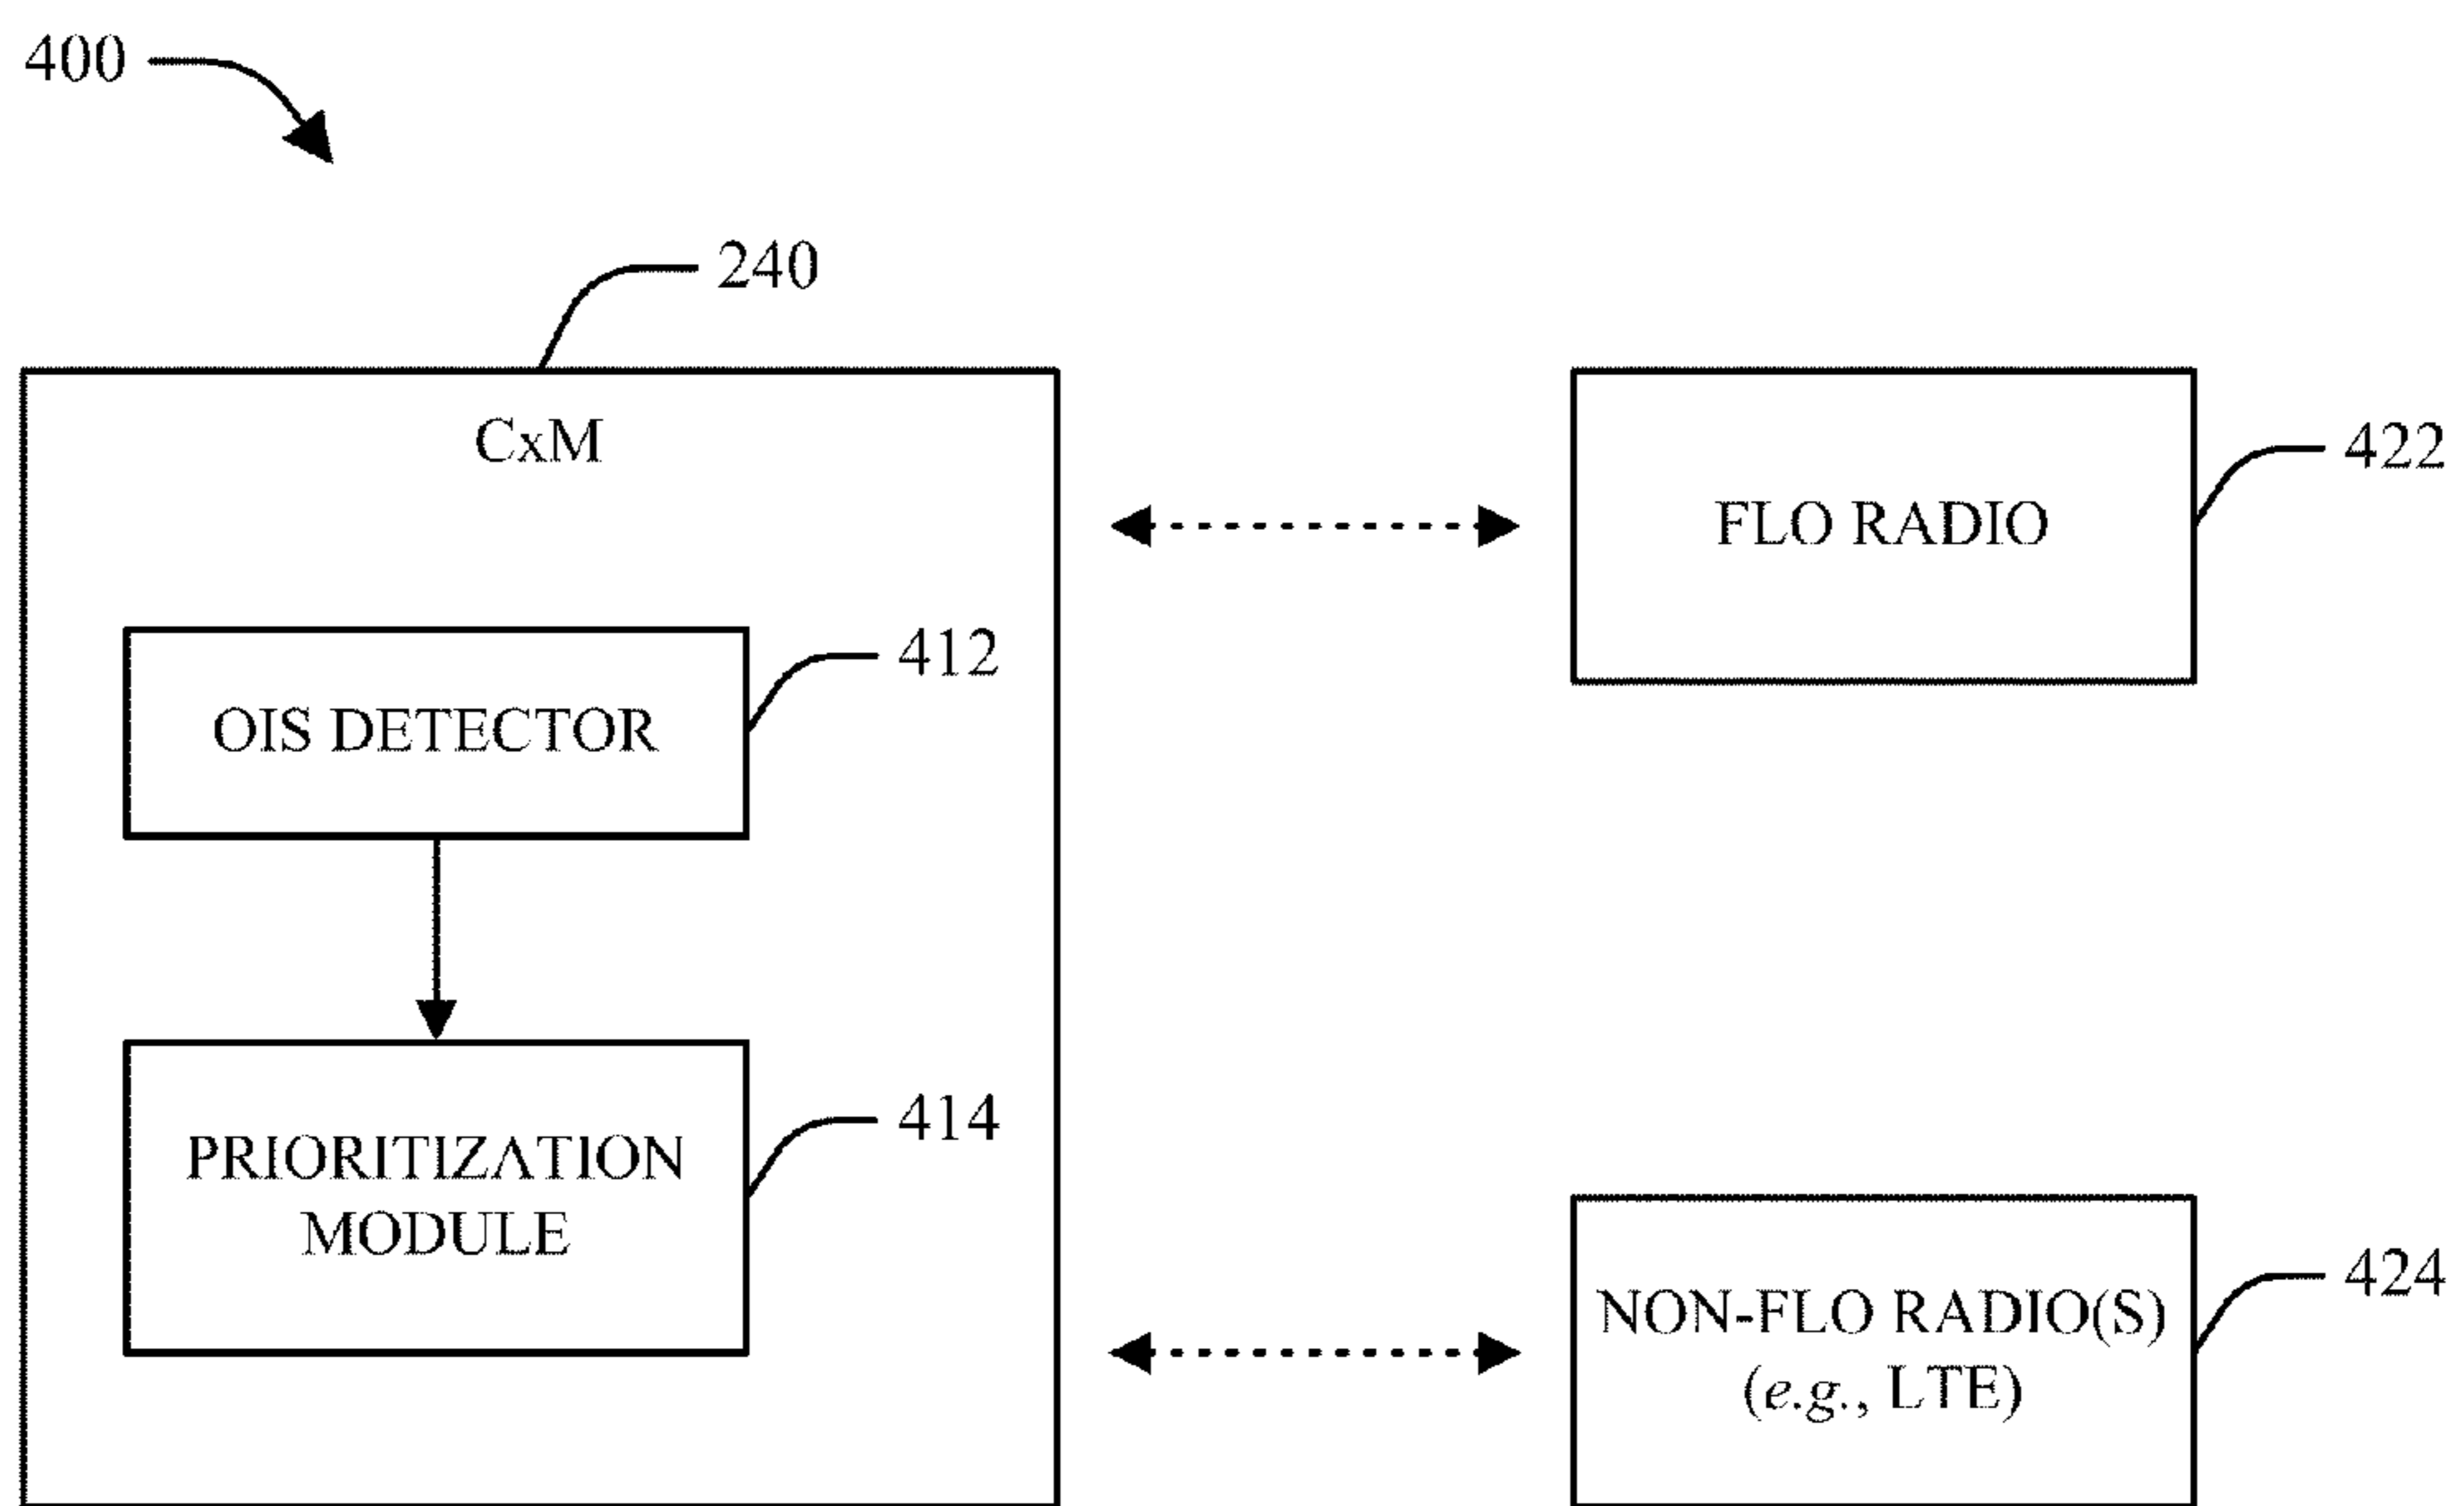 400
240
CxM
422
FLO RADIO
412
OIS DETECTOR
414
PRIORITIZATION
MODULE
424
NON-FLO RADIO(S)
(e.g., LTE)